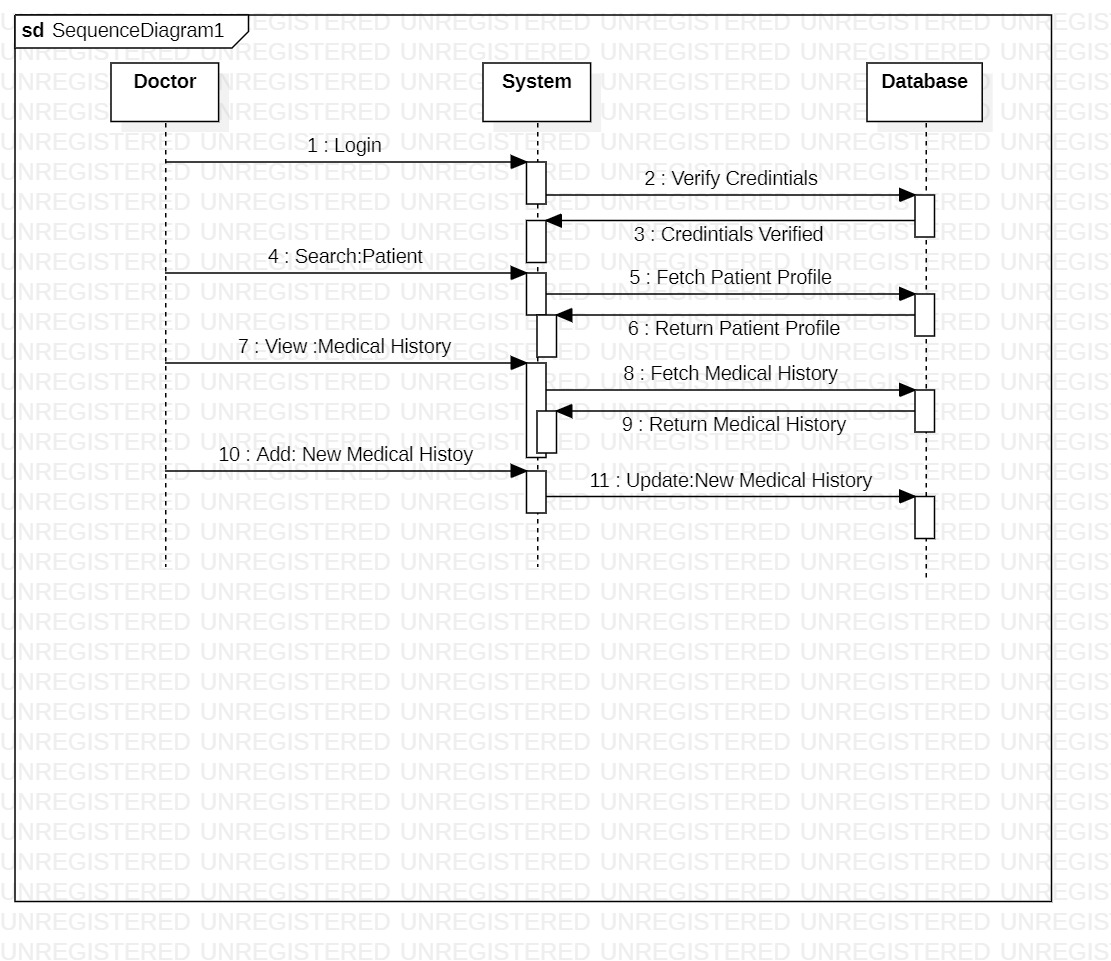 sd SequenceDiagram1
Doctor
System
Database
1 : Login
2 : Verify Credintials
3 : Credintials Verified
4 : Search:Patient
5 : Fetch Patient Profile
6 : Return Patient Profile
7 : View :Medical History
8 : Fetch Medical History
9 : Return Medical History
10 : Add: New Medical Histoy
11 : Update:New Medical History
UNREGISTERED UNREGISTERED UNREGISTERED UNREGISTERED UNREGISTERED UNREGIS